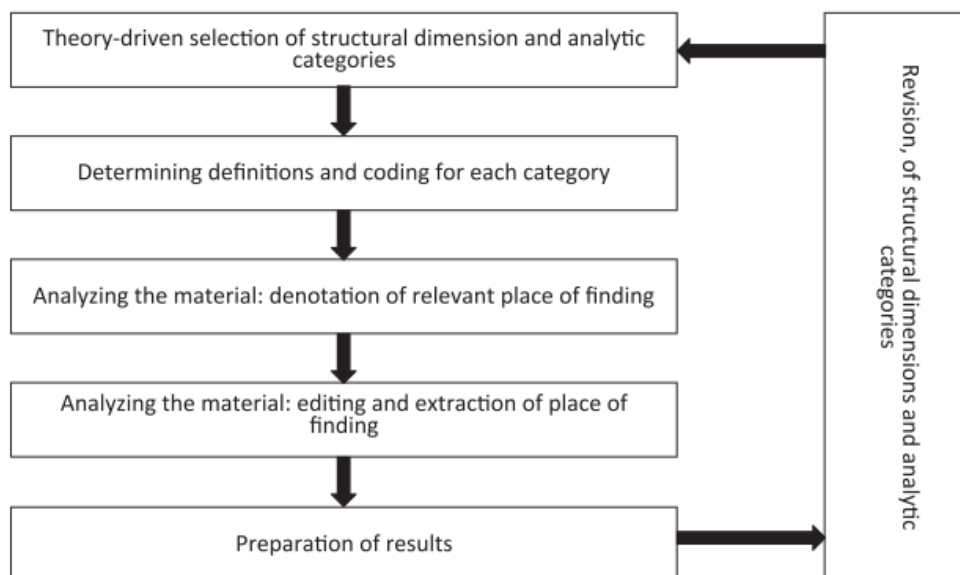 Theory-driven selection of structural dimension and analytic
categories
Determining definitions and coding for each category
Analyzing the material: denotation of relevant place of finding
Analyzing the material: editing and extraction of place of
finding
Preparation of results
Revision, of structural dimensions and analytic
categories